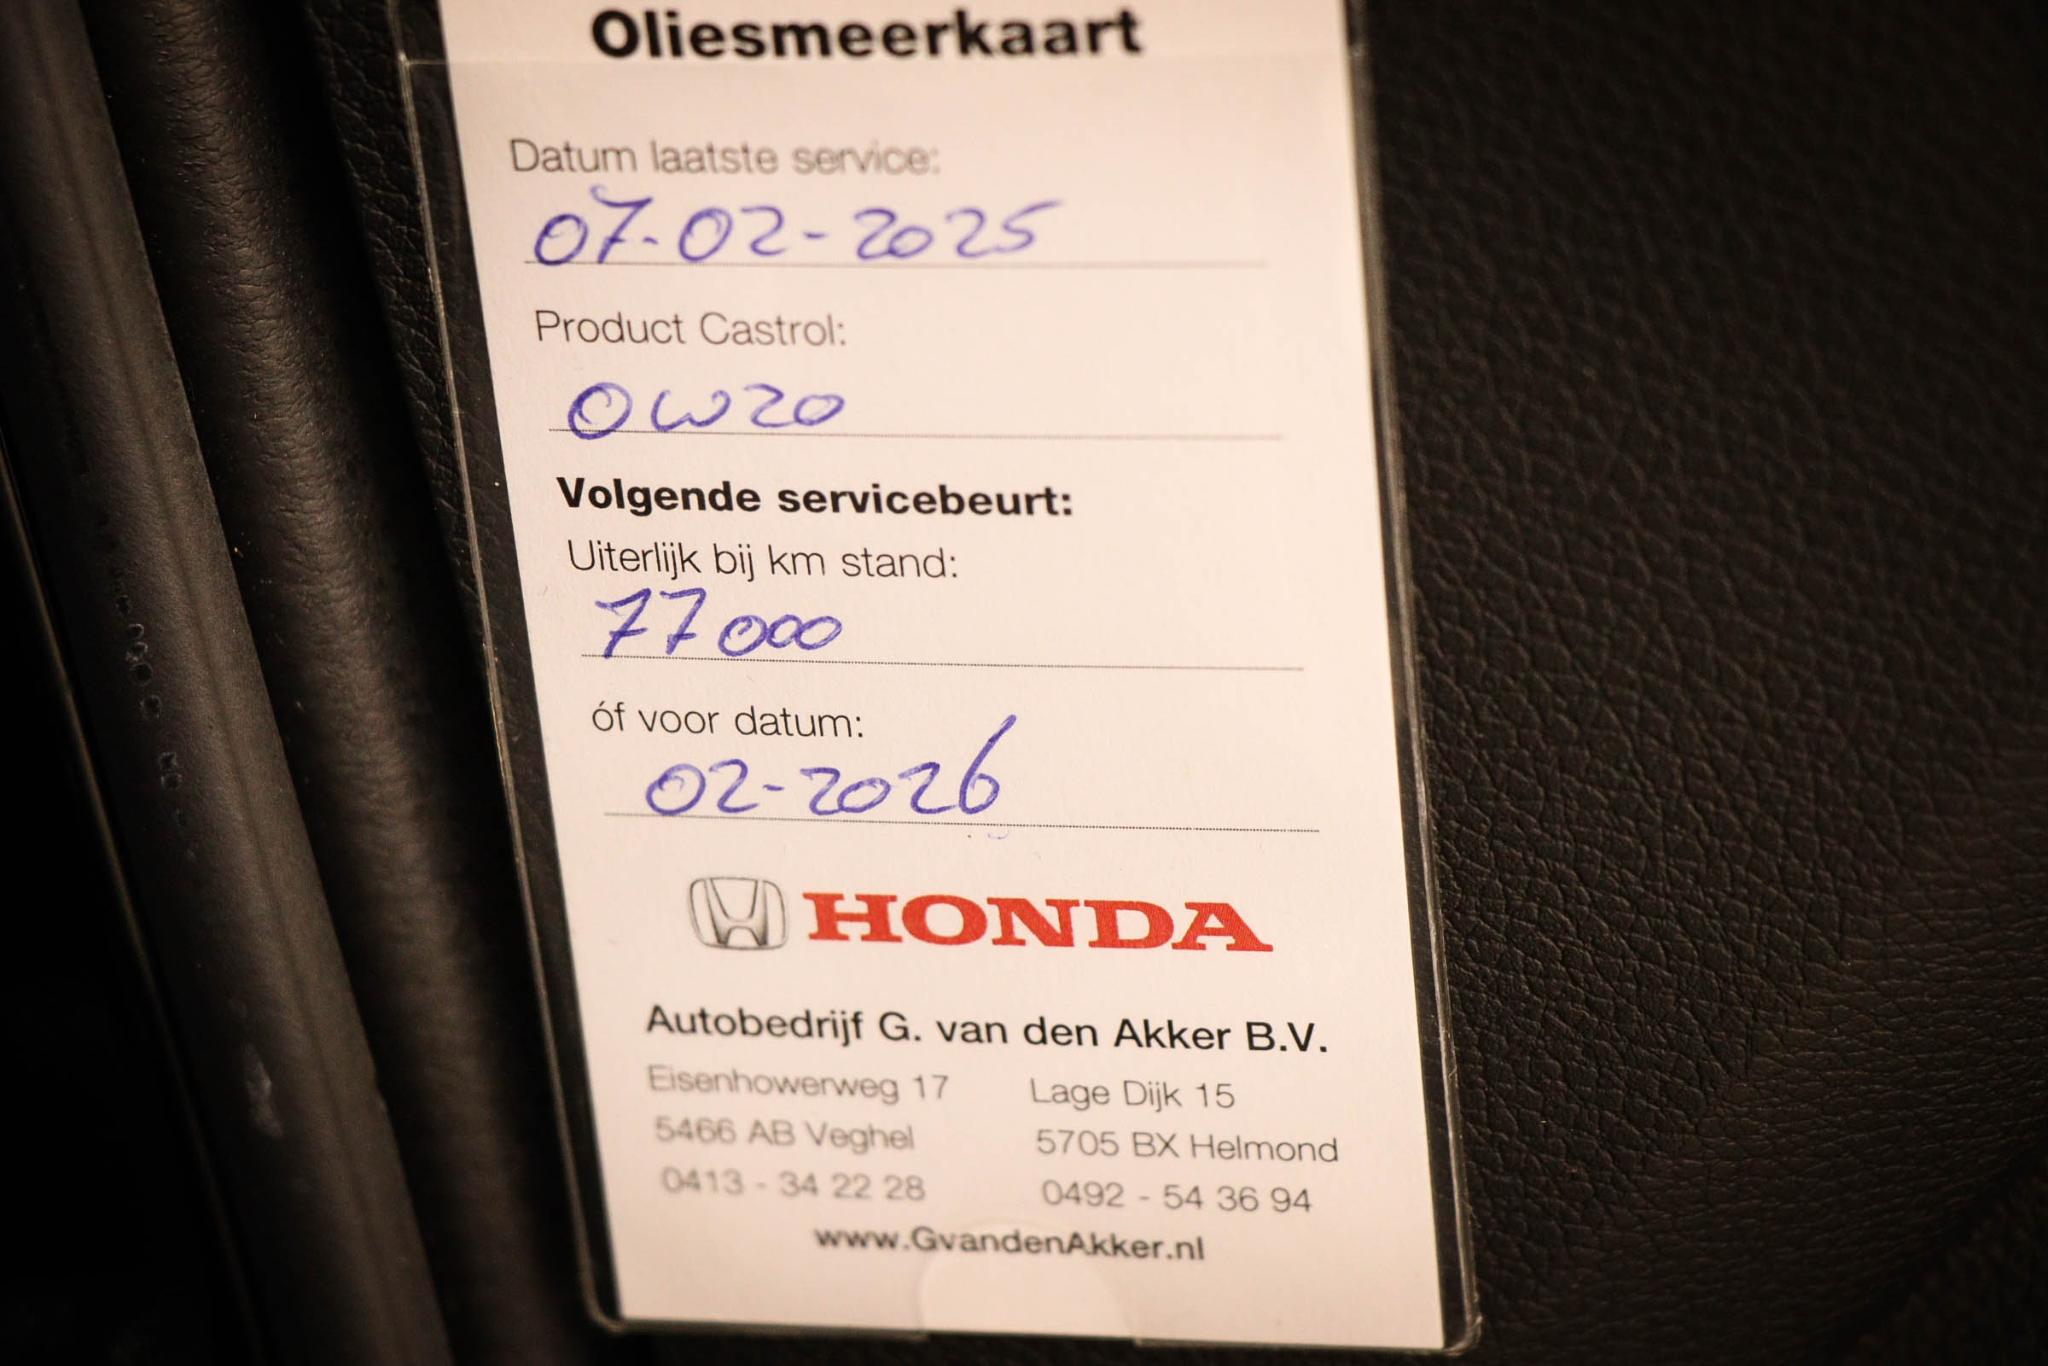 Oliesmeerkaart
Datum laatste service:
07-02-2025
Product Castrol:
0W20
Volgende servicebeurt:
Uiterlijk bij km stand:
77000
óf voor datum:
02-2026
HONDA
Autobedrijf G. van den Akker B.V.
Eisenhowerweg 17 Lage Dijk 15
5466 AB Veghel 5705 BX Helmond
0413 - 34 22 28 0492 - 54 36 94
www.GvandenAkker.nl